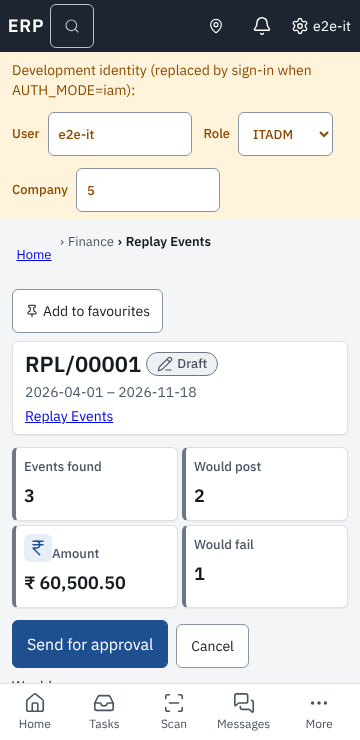 ERP e2e-it
Development identity (replaced by sign-in when
AUTH_MODE=iam):
User e2e-it Role ITADM
Company 5
Home › Finance › Replay Events
Add to favourites
RPL/00001 Draft
2026-04-01 – 2026-11-18
Replay Events
Events found
3
Would post
2
₹ Amount
₹ 60,500.50
Would fail
1
Send for approval Cancel
Home Tasks Scan Messages More